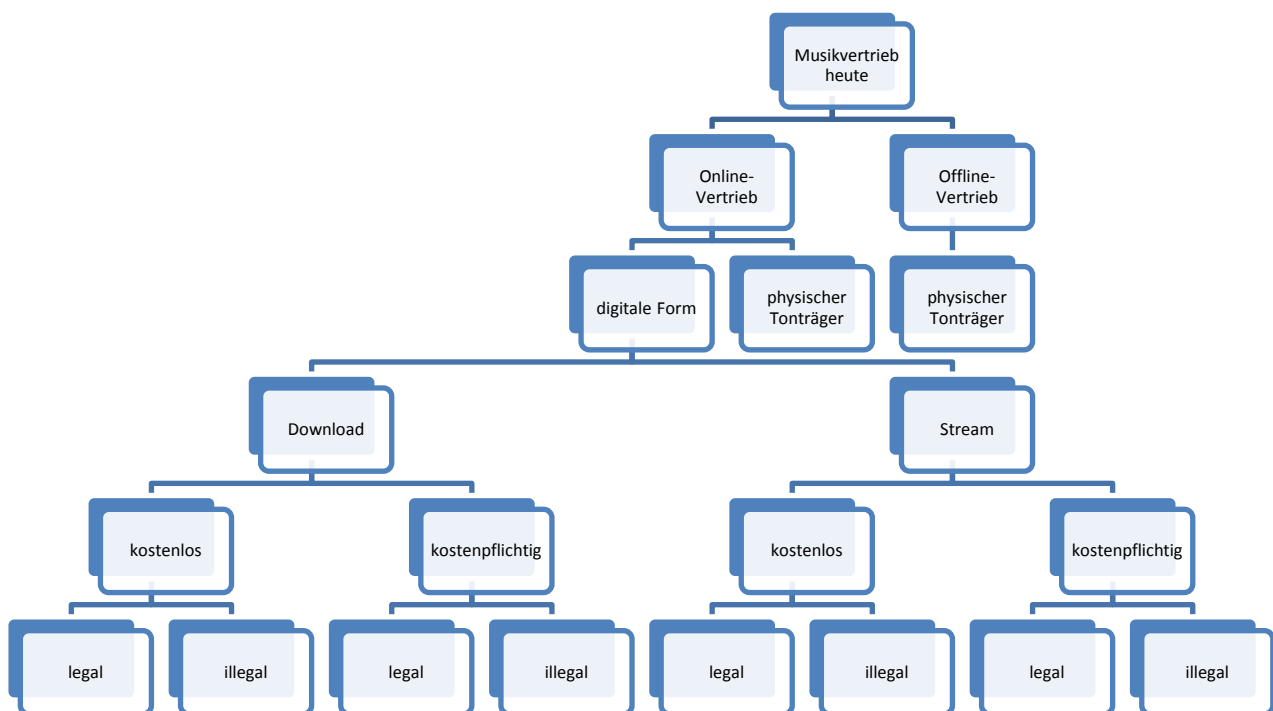 Musikvertrieb
heute
Online-
Vertrieb
Offline-
Vertrieb
digitale Form
physischer
Tonträger
physischer
Tonträger
Download
Stream
kostenlos
kostenpflichtig
kostenlos
kostenpflichtig
legal
illegal
legal
illegal
legal
illegal
legal
illegal